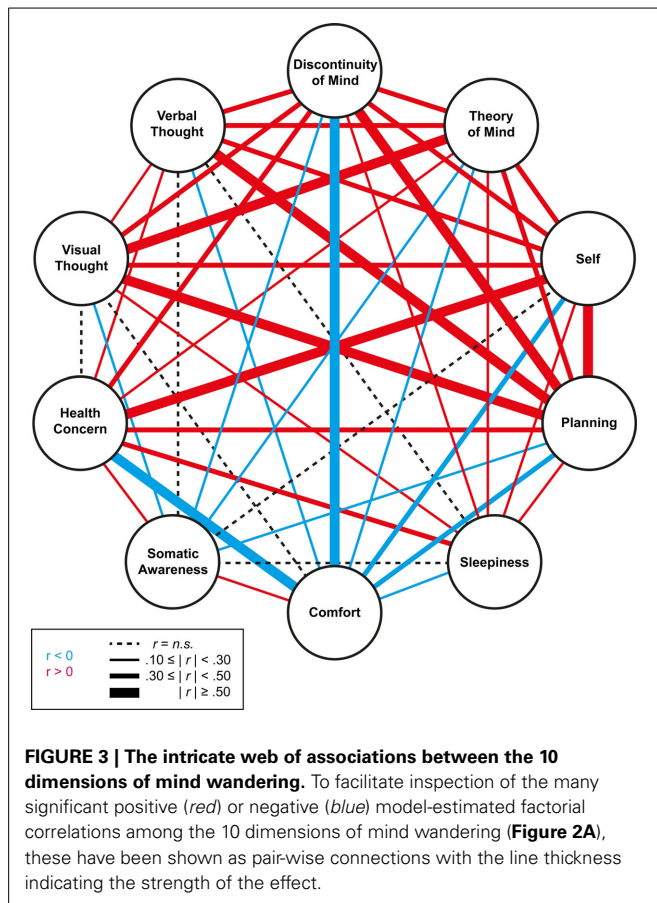 Discontinuity
of Mind
Verbal
Thought
Theory
of Mind
Visual
Thought
Self
Health
Concern
Planning
Somatic
Awareness
Sleepiness
Comfort
r < 0
r > 0
r = n.s.
.10 ≤ | r | < .30
.30 ≤ | r | < .50
| r | ≥ .50
FIGURE 3 | The intricate web of associations between the 10
dimensions of mind wandering. To facilitate inspection of the many
significant positive (red) or negative (blue) model-estimated factorial
correlations among the 10 dimensions of mind wandering (Figure 2A),
these have been shown as pair-wise connections with the line thickness
indicating the strength of the effect.